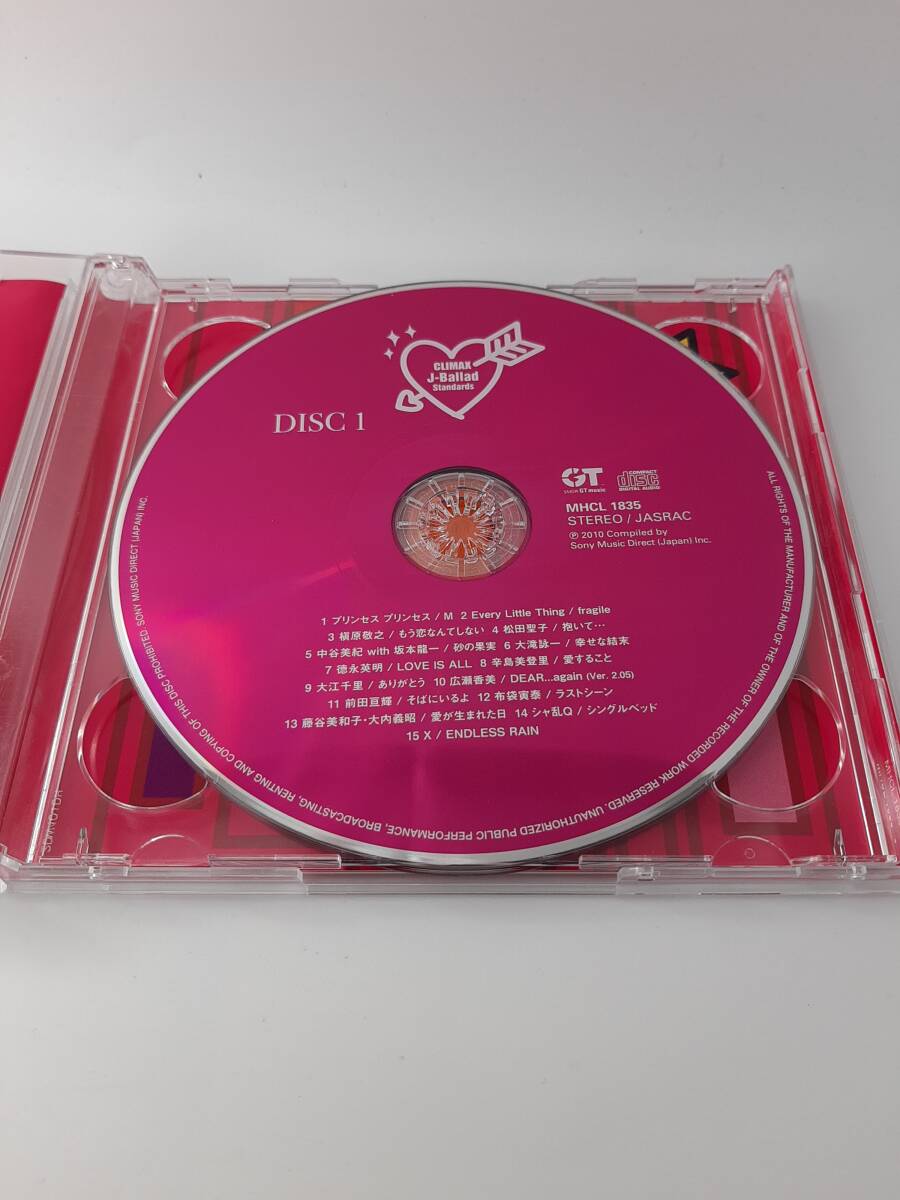 CLIMAX
J-Ballad
Standards
DISC 1
GT
GT music
COMPACT
disc
DIGITAL AUDIO
MHCL 1835
STEREO / JASRAC
℗ 2010 Compiled by
Sony Music Direct (Japan) Inc.
1 プリンセス プリンセス / M 2 Every Little Thing / fragile
3 槇原敬之 / もう恋なんてしない 4 松田聖子 / 抱いて…
5 中谷美紀 with 坂本龍一 / 砂の果実 6 大滝詠一 / 幸せな結末
7 徳永英明 / LOVE IS ALL 8 辛島美登里 / 愛すること
9 大江千里 / ありがとう 10 広瀬香美 / DEAR...again (Ver. 2.05)
11 前田亘輝 / そばにいるよ 12 布袋寅泰 / ラストシーン
13 藤谷美和子・大内義昭 / 愛が生まれた日 14 シャ乱Q / シングルベッド
15 X / ENDLESS RAIN
ALL RIGHTS OF THE MANUFACTURER AND OF THE OWNER OF THE RECORDED WORK RESERVED. UNAUTHORIZED PUBLIC PERFORMANCE, BROADCASTING, RENTING AND COPYING OF THIS DISC PROHIBITED. SONY MUSIC DIRECT (JAPAN) INC.